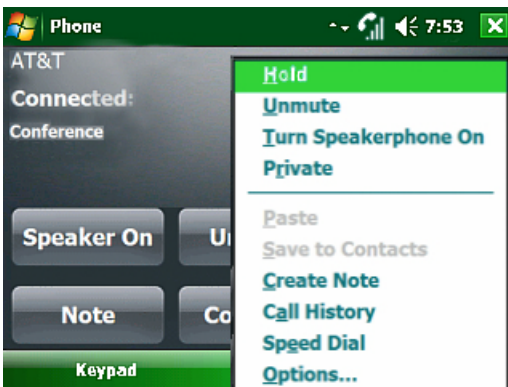 Phone 7:53
AT&T
Connected:
Conference
Speaker On
Note
Keypad
Hold
Unmute
Turn Speakerphone On
Private
Paste
Save to Contacts
Create Note
Call History
Speed Dial
Options...